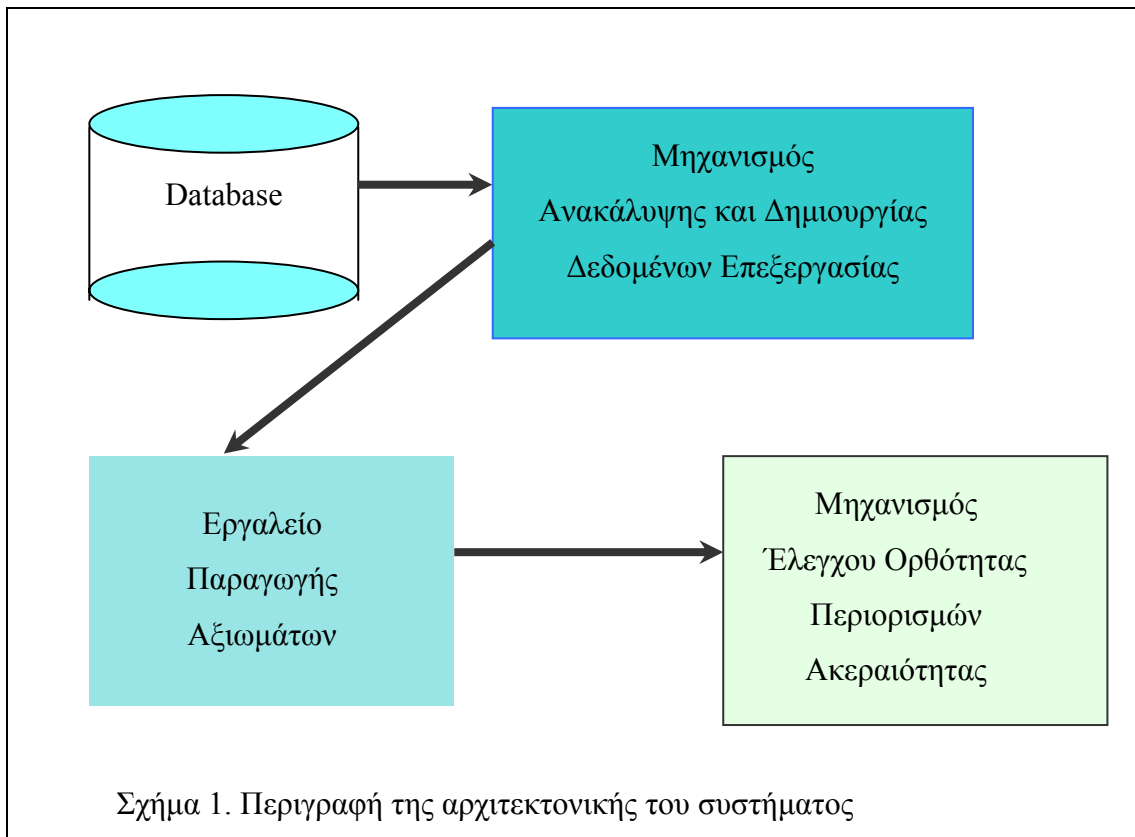 Database
Μηχανισμός
Ανακάλυψης και Δημιουργίας
Δεδομένων Επεξεργασίας
Εργαλείο
Παραγωγής
Αξιωμάτων
Μηχανισμός
Έλεγχου Ορθότητας
Περιορισμών
Ακεραιότητας
Σχήμα 1. Περιγραφή της αρχιτεκτονικής του συστήματος